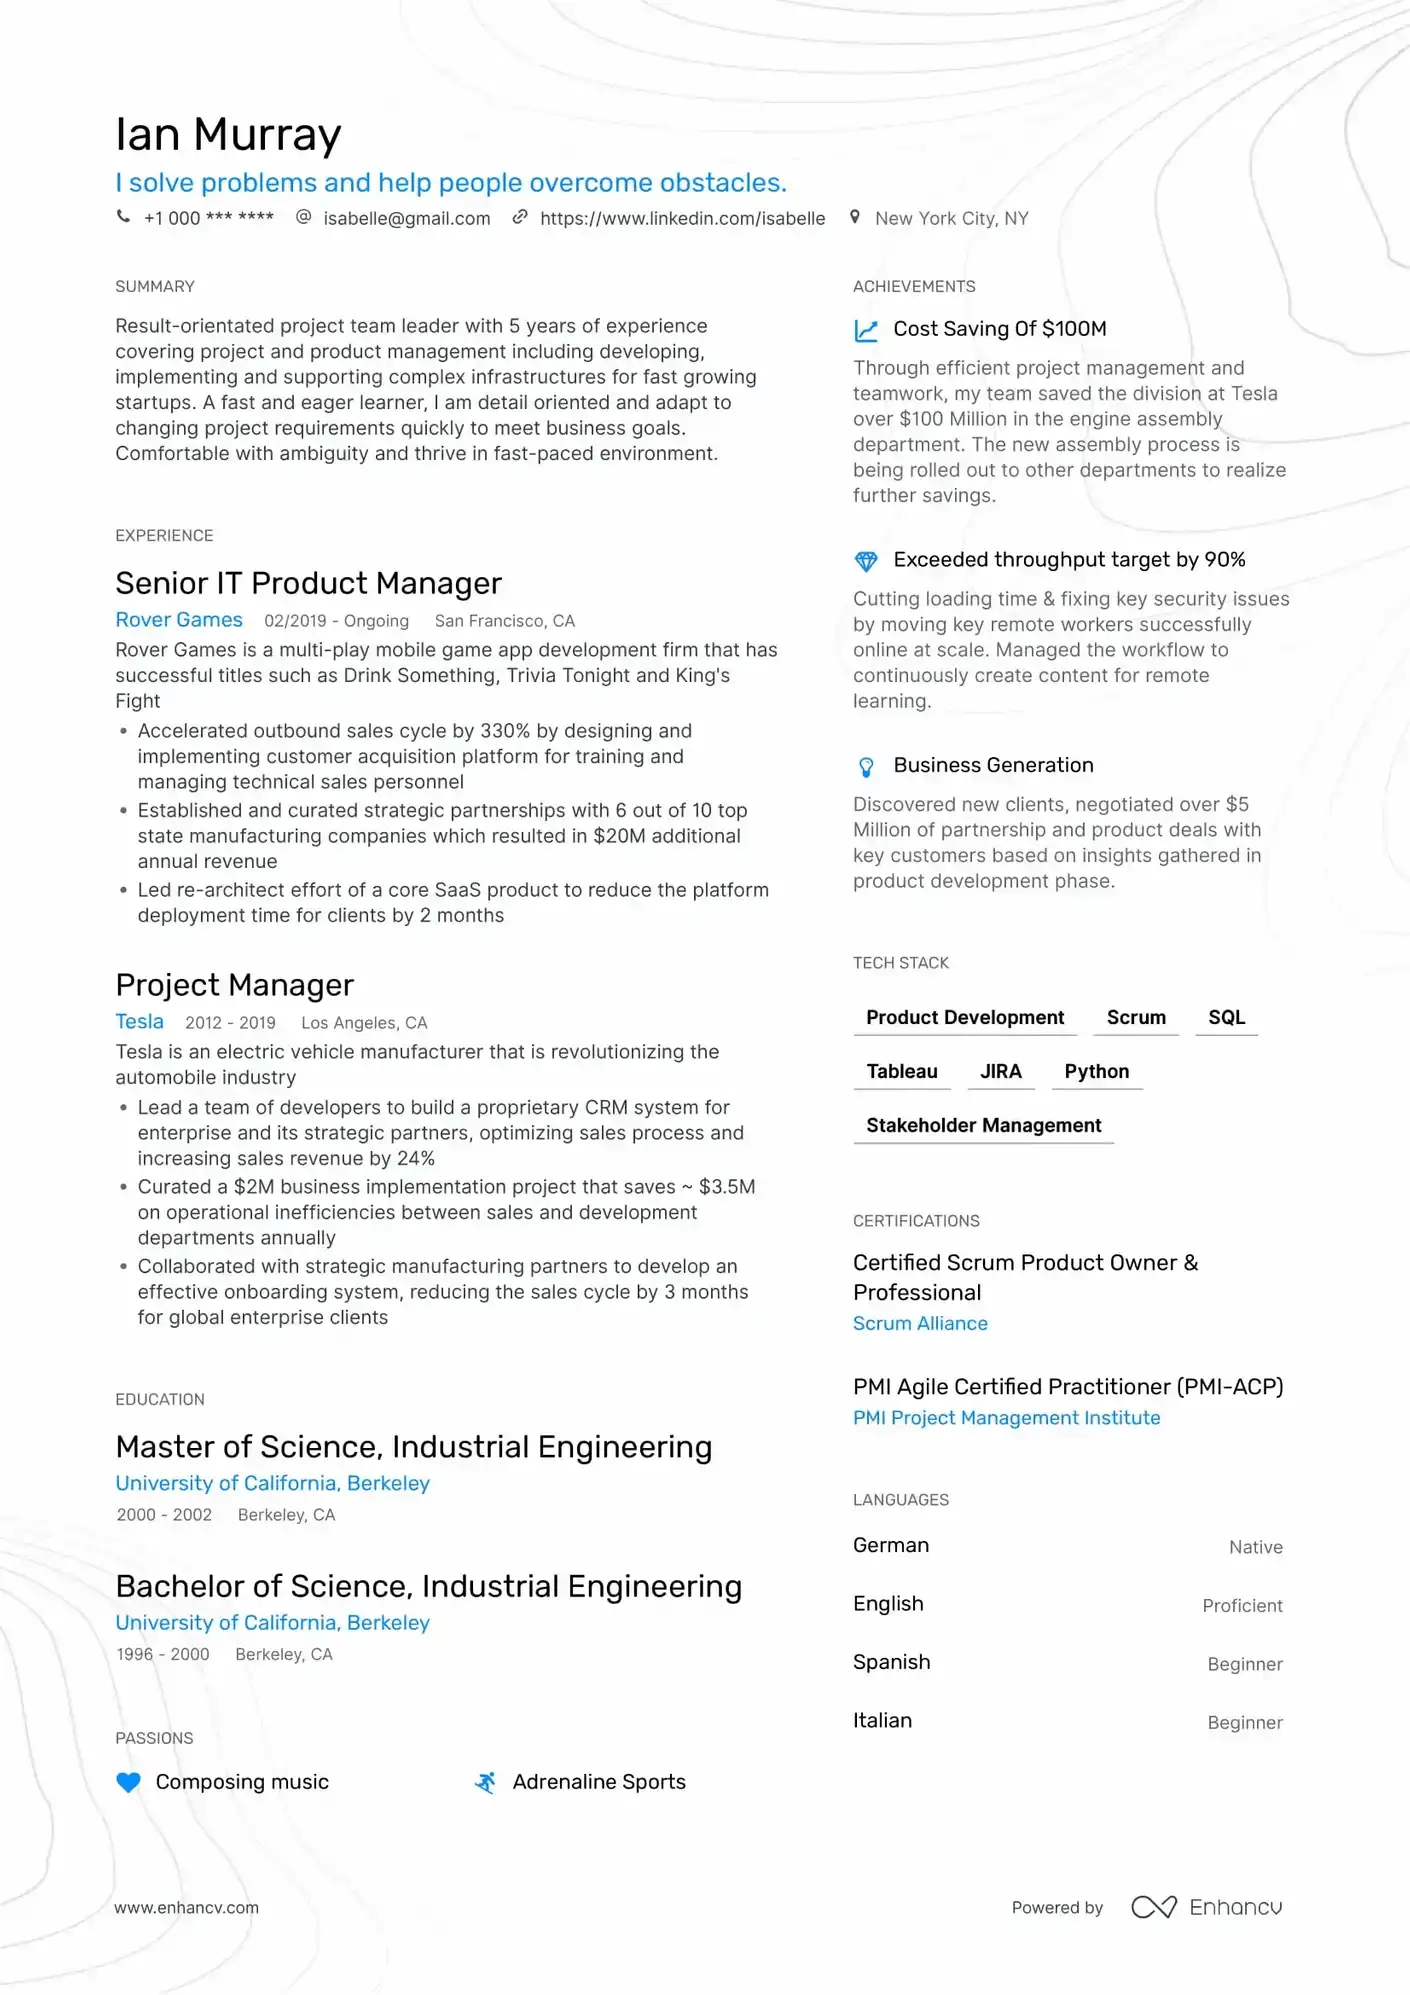 Ian Murray
I solve problems and help people overcome obstacles.
+1 000 *** **** @ isabelle@gmail.com https://www.linkedin.com/isabelle New York City, NY
SUMMARY
Result-orientated project team leader with 5 years of experience
covering project and product management including developing,
implementing and supporting complex infrastructures for fast growing
startups. A fast and eager learner, I am detail oriented and adapt to
changing project requirements quickly to meet business goals.
Comfortable with ambiguity and thrive in fast-paced environment.
EXPERIENCE
Senior IT Product Manager
Rover Games 02/2019 - Ongoing San Francisco, CA
Rover Games is a multi-play mobile game app development firm that has
successful titles such as Drink Something, Trivia Tonight and King's
Fight
• Accelerated outbound sales cycle by 330% by designing and
implementing customer acquisition platform for training and
managing technical sales personnel
• Established and curated strategic partnerships with 6 out of 10 top
state manufacturing companies which resulted in $20M additional
annual revenue
• Led re-architect effort of a core SaaS product to reduce the platform
deployment time for clients by 2 months
Project Manager
Tesla 2012 - 2019 Los Angeles, CA
Tesla is an electric vehicle manufacturer that is revolutionizing the
automobile industry
• Lead a team of developers to build a proprietary CRM system for
enterprise and its strategic partners, optimizing sales process and
increasing sales revenue by 24%
• Curated a $2M business implementation project that saves ~ $3.5M
on operational inefficiencies between sales and development
departments annually
• Collaborated with strategic manufacturing partners to develop an
effective onboarding system, reducing the sales cycle by 3 months
for global enterprise clients
EDUCATION
Master of Science, Industrial Engineering
University of California, Berkeley
2000 - 2002 Berkeley, CA
Bachelor of Science, Industrial Engineering
University of California, Berkeley
1996 - 2000 Berkeley, CA
PASSIONS
Composing music Adrenaline Sports
ACHIEVEMENTS
Cost Saving Of $100M
Through efficient project management and
teamwork, my team saved the division at Tesla
over $100 Million in the engine assembly
department. The new assembly process is
being rolled out to other departments to realize
further savings.
Exceeded throughput target by 90%
Cutting loading time & fixing key security issues
by moving key remote workers successfully
online at scale. Managed the workflow to
continuously create content for remote
learning.
Business Generation
Discovered new clients, negotiated over $5
Million of partnership and product deals with
key customers based on insights gathered in
product development phase.
TECH STACK
Product Development Scrum SQL
Tableau JIRA Python
Stakeholder Management
CERTIFICATIONS
Certified Scrum Product Owner &
Professional
Scrum Alliance
PMI Agile Certified Practitioner (PMI-ACP)
PMI Project Management Institute
LANGUAGES
German Native
English Proficient
Spanish Beginner
Italian Beginner
www.enhancv.com Powered by Enhancv